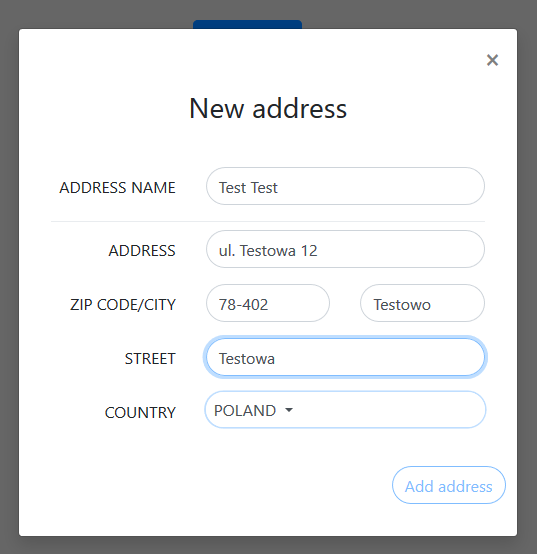 ×
New address
ADDRESS NAME Test Test
ADDRESS ul. Testowa 12
ZIP CODE/CITY 78-402 Testowo
STREET Testowa
COUNTRY POLAND
Add address